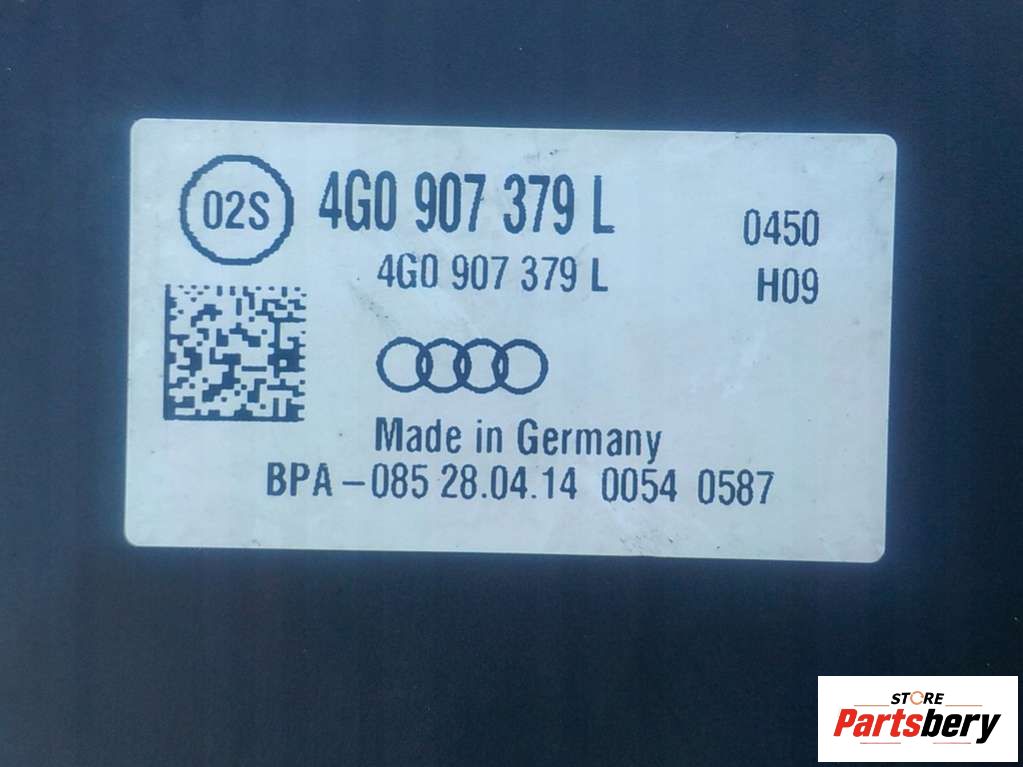 02S
4G0 907 379 L
0450
4G0 907 379 L
H09
Made in Germany
BPA - 085 28.04.14 0054 0587
STORE
Partsbery